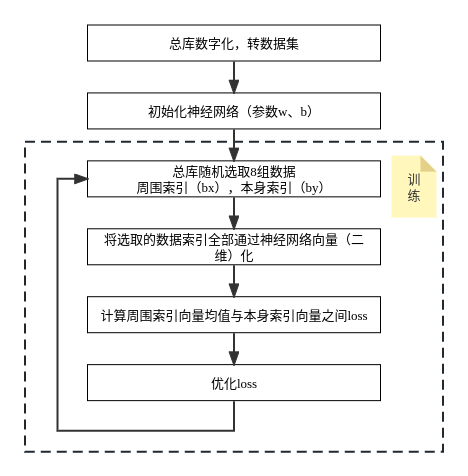 总库数字化，转数据集
初始化神经网络（参数w、b）
总库随机选取8组数据
周围索引（bx），本身索引（by）
训
练
将选取的数据索引全部通过神经网络向量（二
维）化
计算周围索引向量均值与本身索引向量之间loss
优化loss